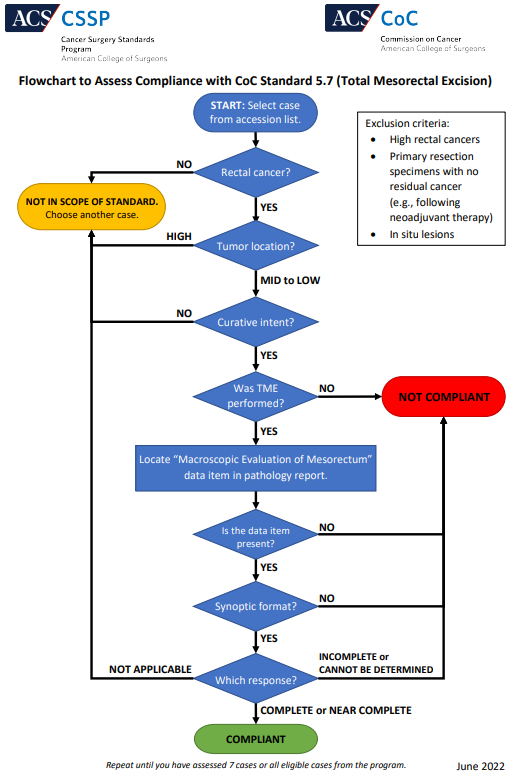 ACS CSSP
Cancer Surgery Standards
Program
American College of Surgeons
ACS CoC
Commission on Cancer
American College of Surgeons
Flowchart to Assess Compliance with CoC Standard 5.7 (Total Mesorectal Excision)
START: Select case
from accession list.
Exclusion criteria:
• High rectal cancers
• Primary resection
specimens with no
residual cancer
(e.g., following
neoadjuvant therapy)
• In situ lesions
NO
Rectal cancer?
YES
NOT IN SCOPE OF STANDARD.
Choose another case.
HIGH
Tumor location?
MID to LOW
NO
Curative intent?
YES
Was TME
performed?
NO
NOT COMPLIANT
YES
Locate “Macroscopic Evaluation of Mesorectum”
data item in pathology report.
Is the data item
present?
NO
YES
Synoptic format?
NO
YES
NOT APPLICABLE
Which response?
INCOMPLETE or
CANNOT BE DETERMINED
COMPLETE or NEAR COMPLETE
COMPLIANT
Repeat until you have assessed 7 cases or all eligible cases from the program.
June 2022